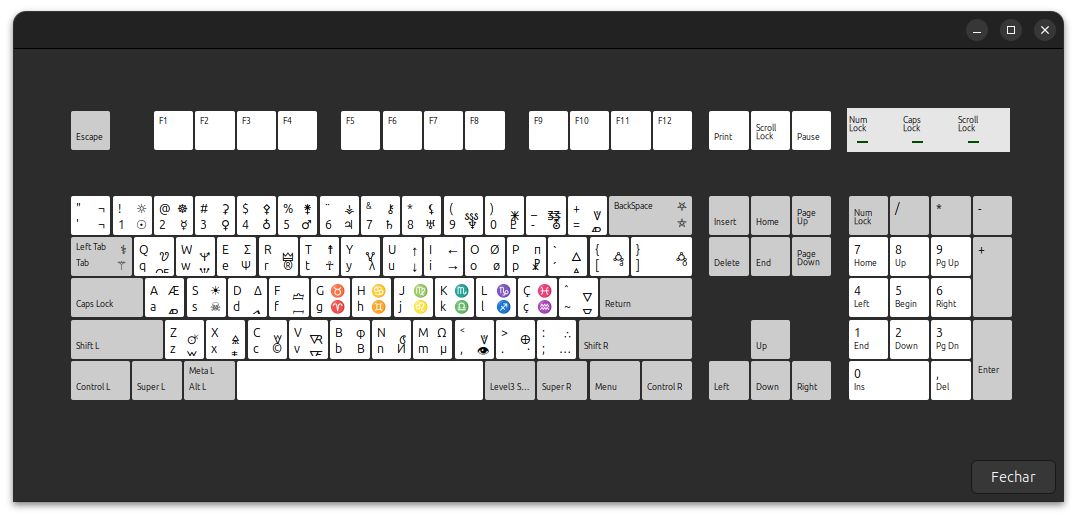 Escape F1 F2 F3 F4 F5 F6 F7 F8 F9 F10 F11 F12 Print Scroll Lock Pause Num Lock Caps Lock Scroll Lock
" ¬ ! ☼ @ ☸ # ⚳ $ ⚴ % ⚵ ¨ ⚶ & ⚷ * ⚸ ( ) _ + BackSpace ⛧
' ¬ 1 ☉ 2 ☿ 3 ♀ 4 ♁ 5 ♂ 6 ♃ 7 ♄ 8 ♅ 9 ♆ 0 - = ⛤
Insert Home Page Up Num Lock / * -
Left Tab Q W E Σ R T Y U ↑ I ← O Ø P п ` { }
Tab q w e Ψ r ® t y u ↓ i → o ø p ´ [ ]
Delete End Page Down 7 Home 8 Up 9 Pg Up +
Caps Lock A Æ S ☀ D Δ F G ♉ H ♋ J ♍ K ♏ L ♑ Ç ♓ ^ ▽ Return
a s ☠ d f g ♈ h ♊ j ♌ k ♎ l ♐ ç ♒ ~
4 Left 5 Begin 6 Right
Shift L Z X C V B Ф N M Ω < > ⊕ : ∴ Shift R
z x c © v b В n И m µ , 👁 . · ; …
Up 1 End 2 Down 3 Pg Dn Enter
Control L Super L Meta L Alt L Level3 S… Super R Menu Control R Left Down Right 0 Ins , Del
Fechar